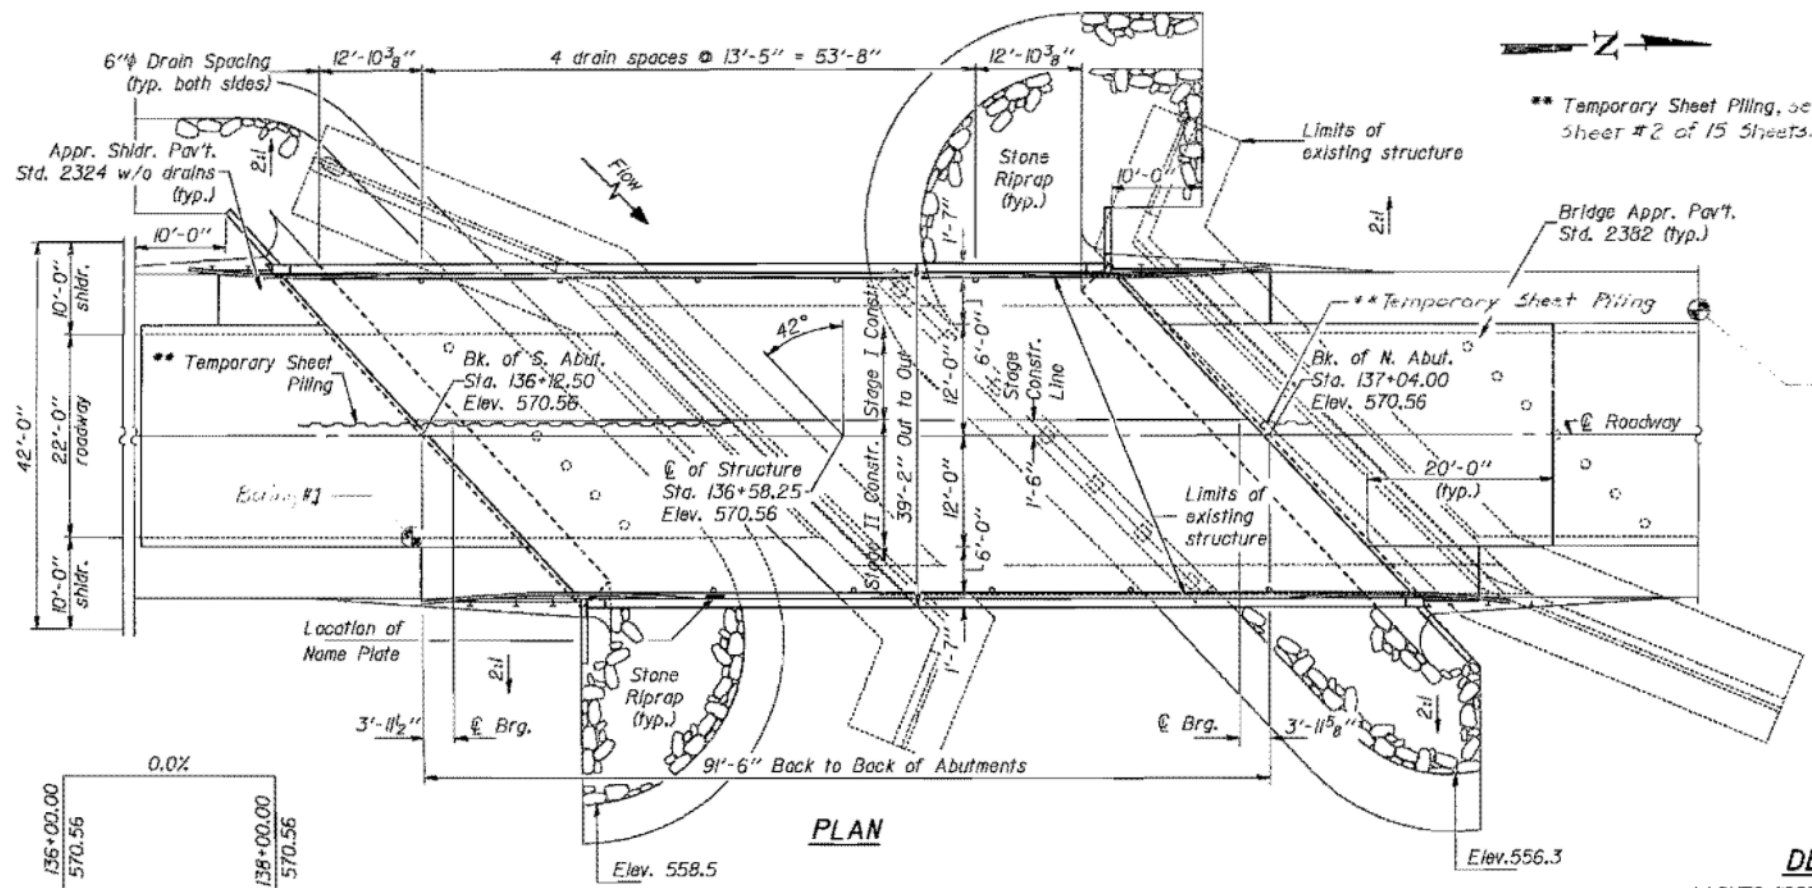 6"ϕ Drain Spacing
(typ. both sides)
12'-10 3/8"
4 drain spaces @ 13'-5" = 53'-8"
12'-10 3/8"
N
** Temporary Sheet Piling, se
Sheet #2 of 15 Sheets.
Limits of
existing structure
Appr. Shldr. Pav't.
Std. 2324 w/o drains
(typ.)
2:1
Flow
Stone
Riprap
(typ.)
10'-0"
2:1
Bridge Appr. Pav't.
Std. 2382 (typ.)
10'-0"
1'-7"
42'-0"
10'-0"
shldr.
22'-0"
roadway
10'-0"
shldr.
** Temporary Sheet
Piling
Bk. of S. Abut.
Sta. 136+12.50
Elev. 570.56
42°
Stage I Constr.
Stage II Constr.
39'-2" Out to Out
12'-0"
6'-0"
12'-0"
6'-0"
Stage
Constr.
Line
1'-6"
**Temporary Sheet Piling
Bk. of N. Abut.
Sta. 137+04.00
Elev. 570.56
℄ Roadway
20'-0"
(typ.)
℄ of Structure
Sta. 136+58.25
Elev. 570.56
Boring #1
Limits of
existing
structure
Location of
Name Plate
2:1
Stone
Riprap
(typ.)
1'-7"
3'-11 1/2"
℄ Brg.
℄ Brg.
3'-11 5/8"
2:1
91'-6" Back to Back of Abutments
0.0%
136+00.00
570.56
138+00.00
570.56
PLAN
Elev. 558.5
Elev. 556.3